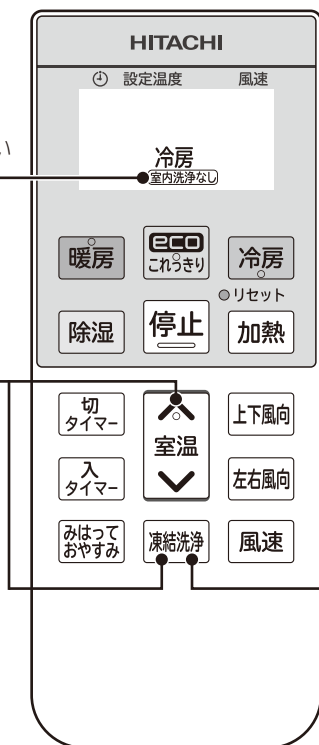 HITACHI
設定温度 風速
い
冷房
室内洗浄なし
暖房
eco
これっきり
冷房
リセット
除湿
停止
加熱
切
タイマー
室温
上下風向
入
タイマー
左右風向
みはって
おやすみ
凍結洗浄
風速